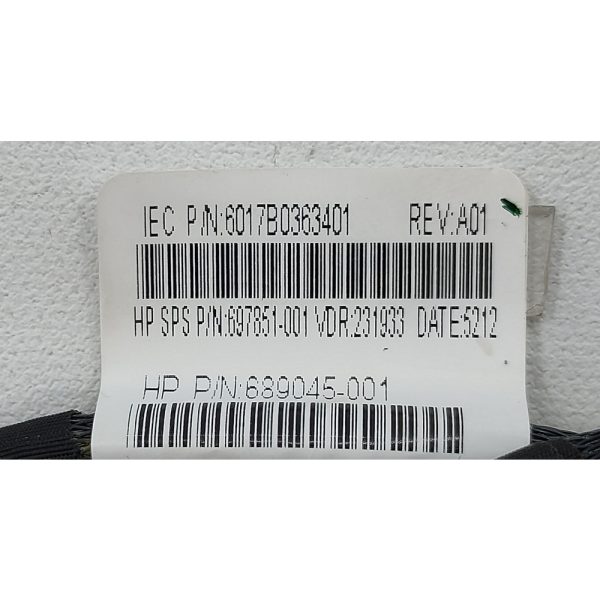 IEC P/N:6017B0363401 REV:A01
HP SPS P/N:697851-001 VDR:231933 DATE:5212
HP P/N:689045-001